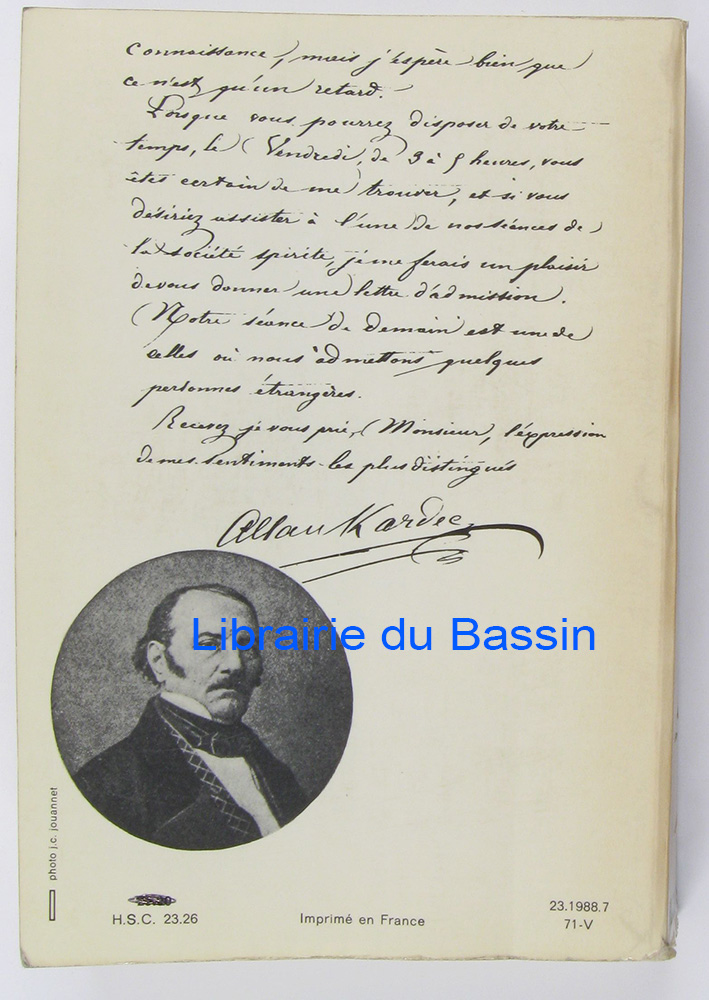 connaissance, mais j'espère bien que
ce n'est qu'un retard.
Lorsque vous pourrez disposer de votre
temps, le Vendredi, de 3 à 5 heures, vous
êtes certain de me trouver, et si vous
désiriez assister à l'une de nos séances de
la société spirite, je me ferais un plaisir
de vous donner une lettre d'admission.
Notre séance de demain est une de
celles où nous admettons quelques
personnes étrangères.
Recevez je vous prie, Monsieur, l'expression
de mes sentiments les plus distingués
Allan Kardec
Librairie du Bassin
photo j.c. jouannet
H.S.C. 23.26
Imprimé en France
23.1988.7
71-V